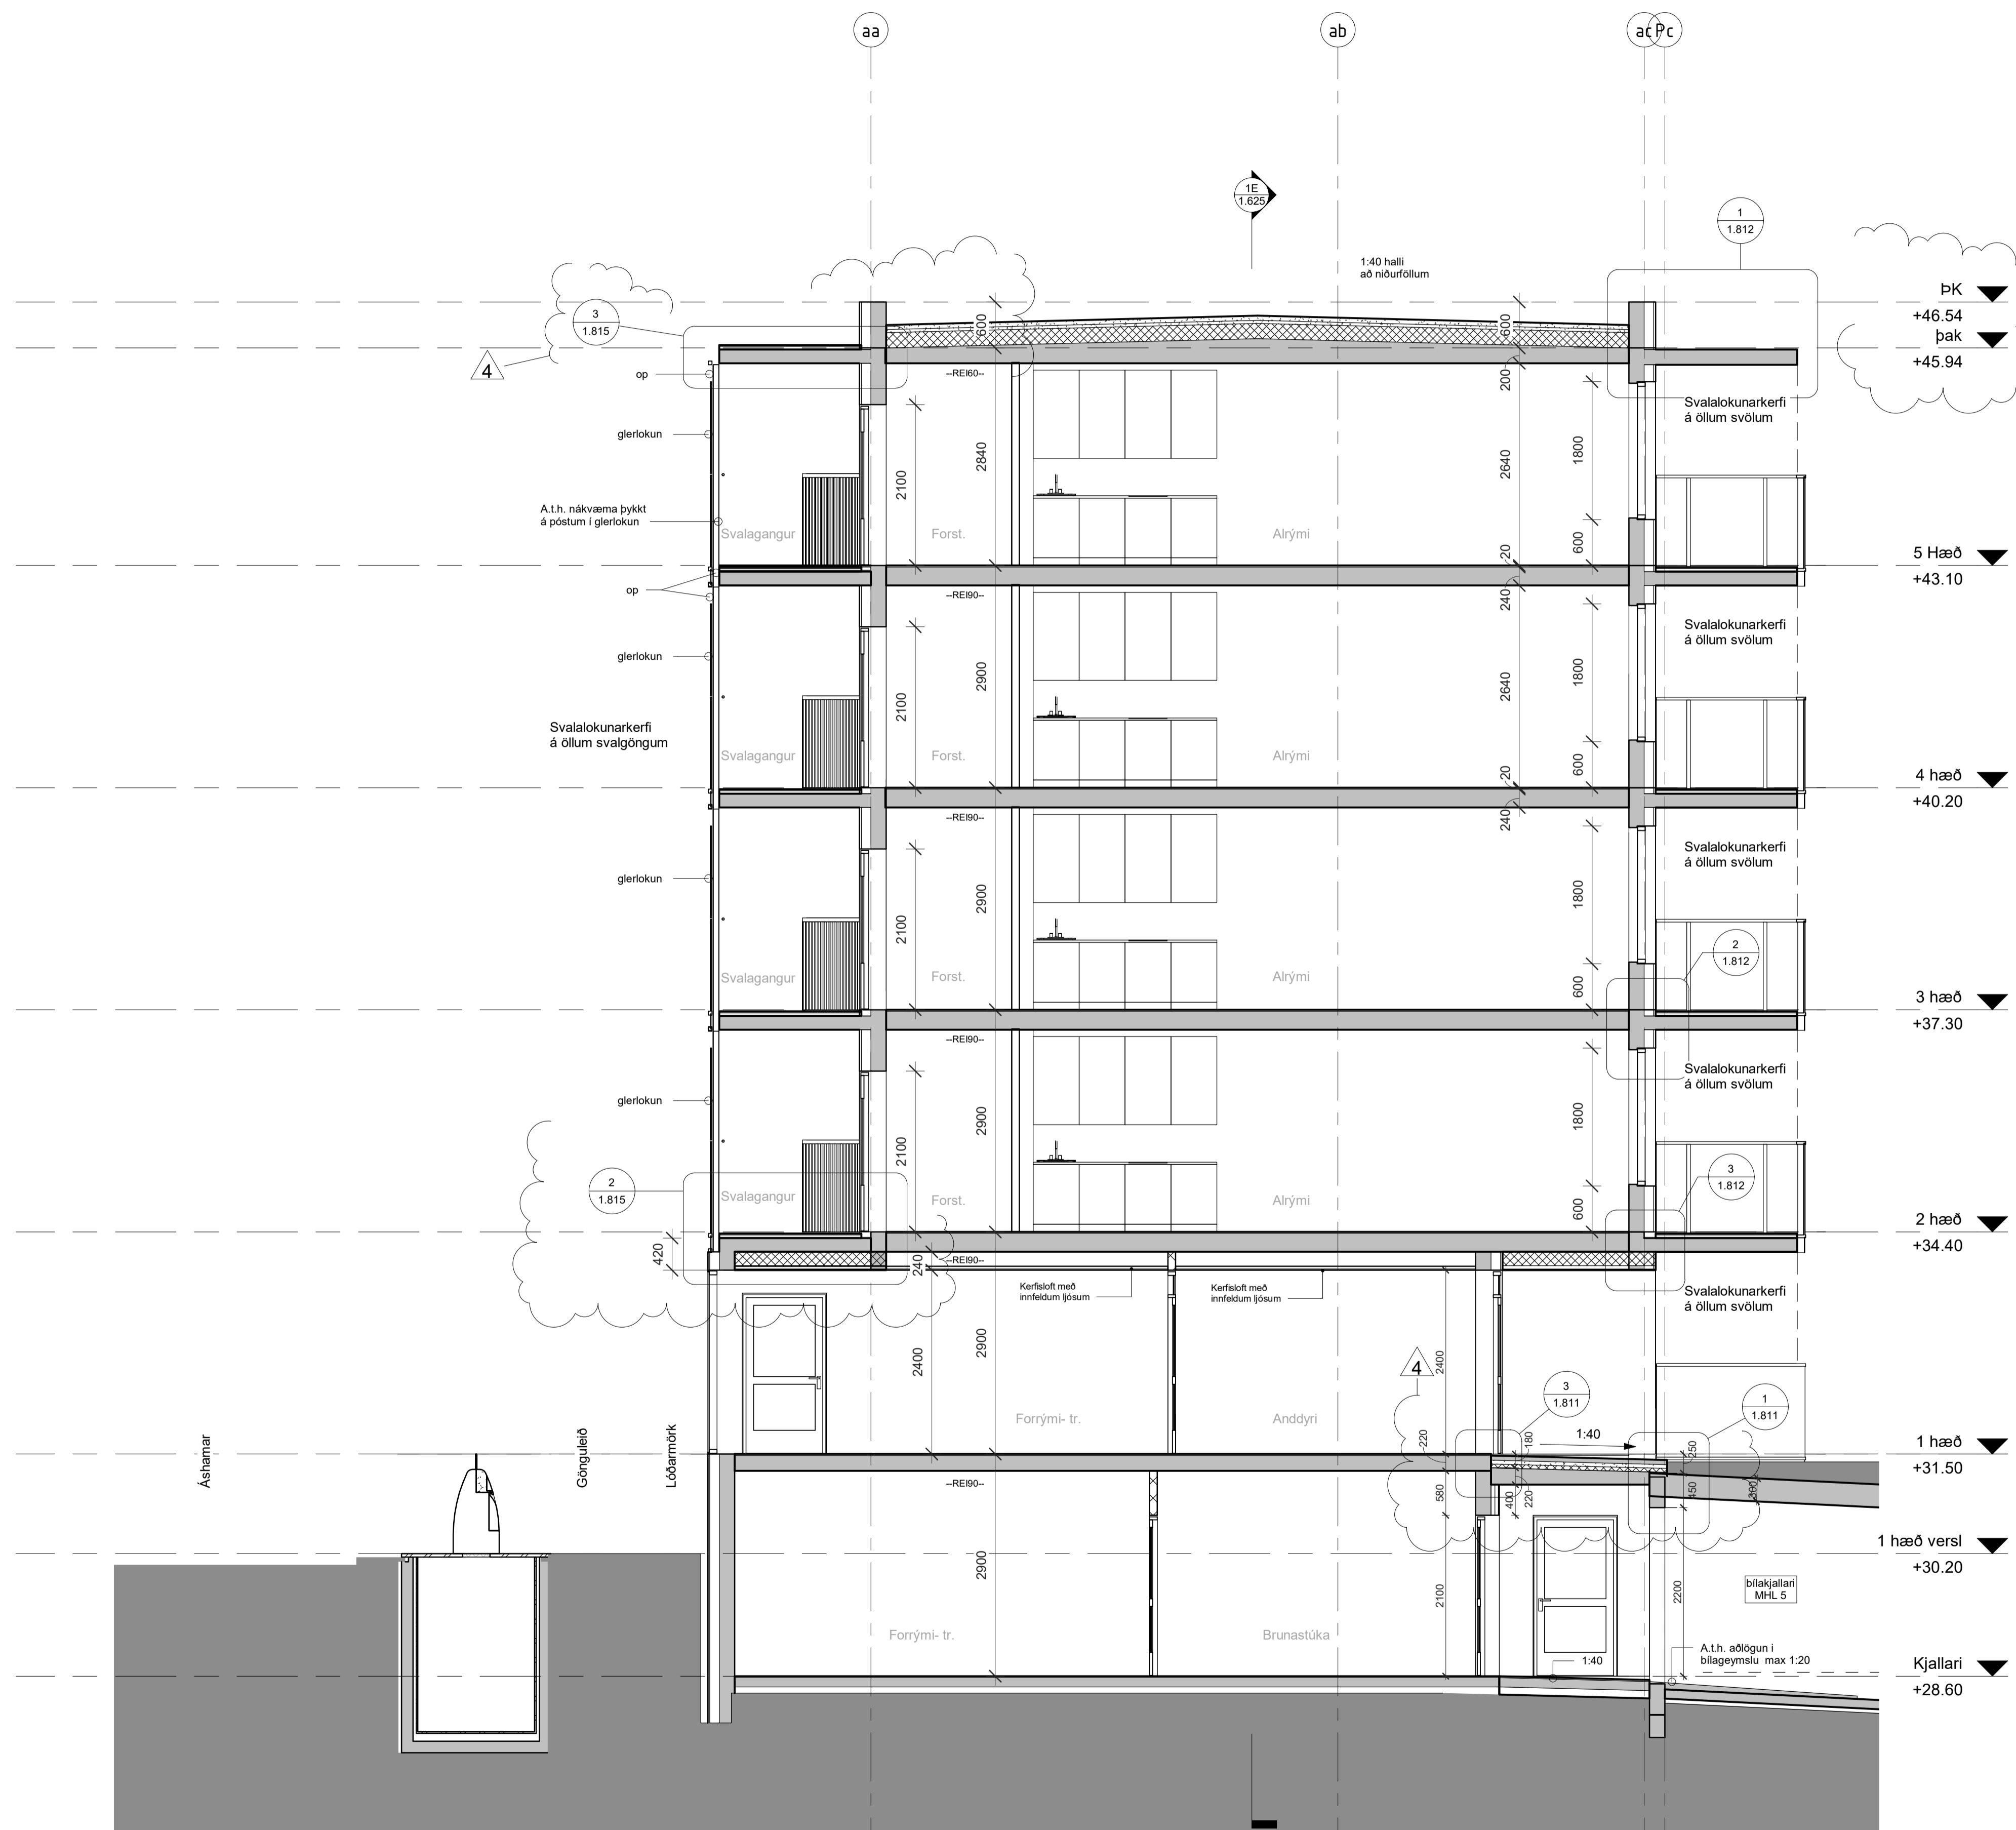 aa
ab
ac
Pc
1E
1.625
1
1.812
1:40 halli
að niðurföllum
ÞK
+46.54
þak
+45.94
3
1.815
4
op
600
600
--REI60--
200
glerlokun
Svalalokunarkerfi
á öllum svölum
2100
2840
2640
1800
A.t.h. nákvæma þykkt
á póstum í glerlokun
Svalagangur
Forst.
Alrými
20
600
5 Hæð
+43.10
op
--REI90--
240
Svalalokunarkerfi
á öllum svölum
glerlokun
2100
2900
2640
1800
Svalalokunarkerfi
á öllum svalgöngum
Svalagangur
Forst.
Alrými
20
600
4 hæð
+40.20
--REI90--
240
Svalalokunarkerfi
á öllum svölum
glerlokun
2100
2900
1800
2
1.812
Svalagangur
Forst.
Alrými
600
3 hæð
+37.30
--REI90--
Svalalokunarkerfi
á öllum svölum
glerlokun
2100
2900
1800
2
1.815
3
1.812
Svalagangur
Forst.
Alrými
600
2 hæð
+34.40
420
240
--REI90--
Kerfisloft með
innfeldum ljósum
Kerfisloft með
innfeldum ljósum
Svalalokunarkerfi
á öllum svölum
2400
2900
2400
4
3
1.811
1
1.811
Forrými- tr.
Anddyri
Áshamar
Gönguleið
Lóðarmörk
220
180
1:40
250
1 hæð
+31.50
--REI90--
580
400
220
450
300
1 hæð versl
+30.20
2900
2100
2200
bílakjallari
MHL 5
Forrými- tr.
Brunastúka
A.t.h. aðlögun i
bílageymslu max 1:20
1:40
Kjallari
+28.60